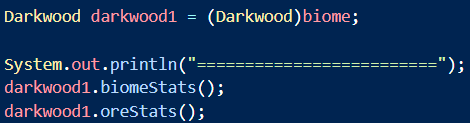 Darkwood darkwood1 = (Darkwood)biome;
System.out.println("=========================");
darkwood1.biomeStats();
darkwood1.oreStats();